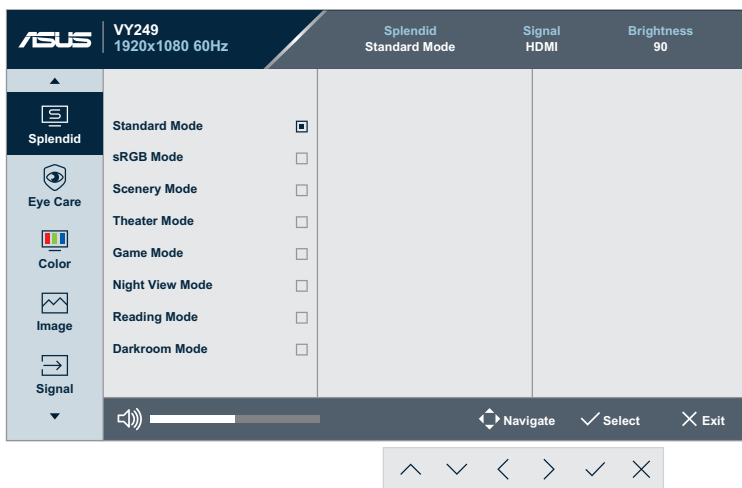 ASUS
VY249
1920x1080 60Hz
Splendid
Standard Mode
Signal
HDMI
Brightness
90
Splendid
Eye Care
Color
Image
Signal
Standard Mode
sRGB Mode
Scenery Mode
Theater Mode
Game Mode
Night View Mode
Reading Mode
Darkroom Mode
Navigate
Select
Exit